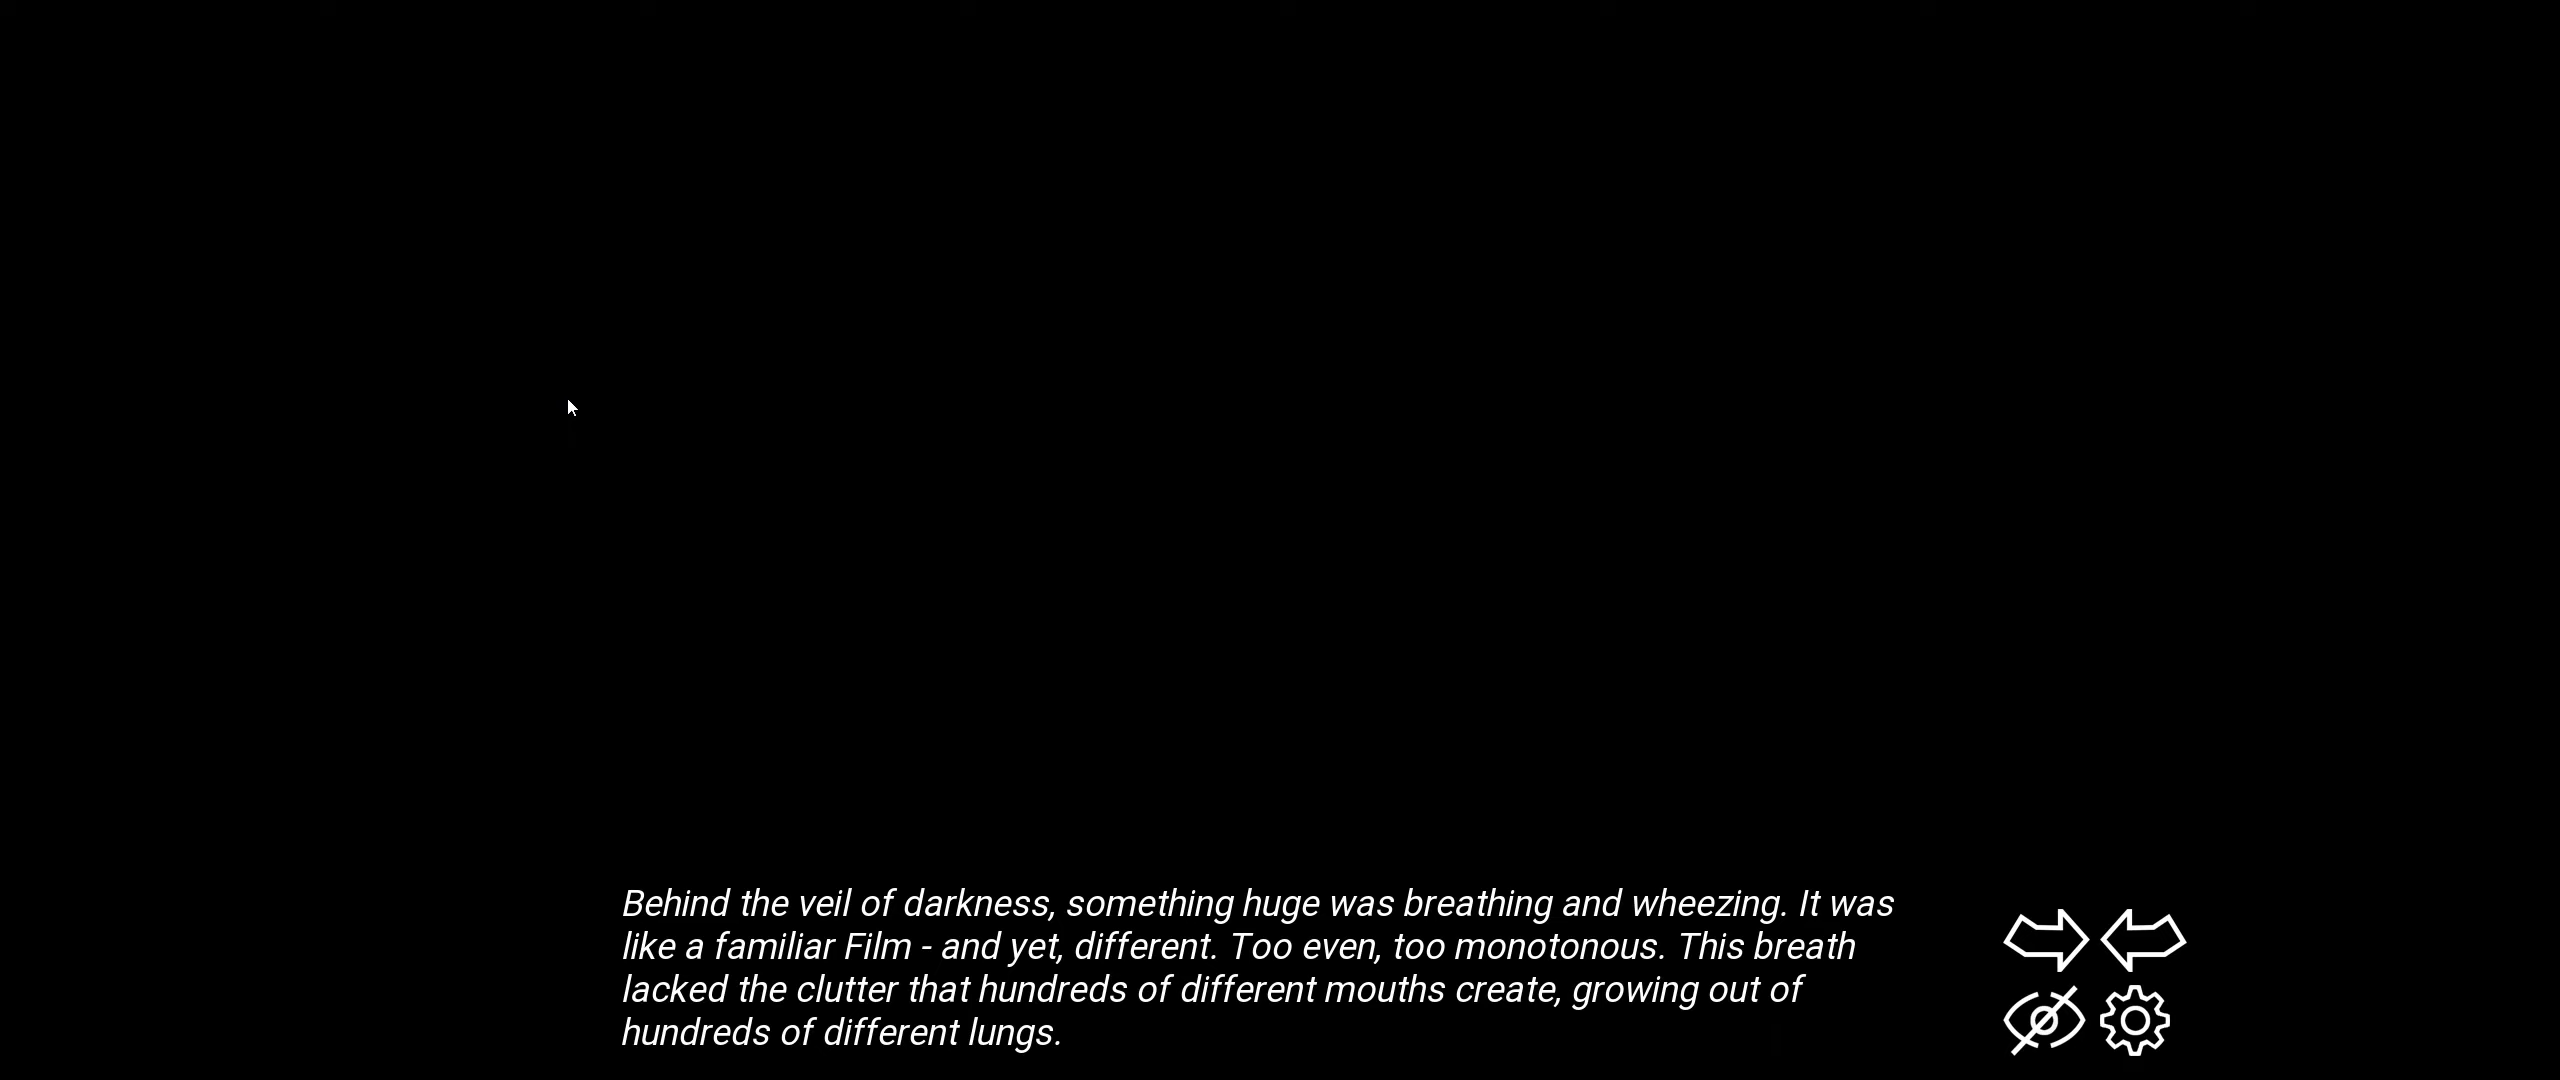 Behind the veil of darkness, something huge was breathing and wheezing. It was
like a familiar Film - and yet, different. Too even, too monotonous. This breath
lacked the clutter that hundreds of different mouths create, growing out of
hundreds of different lungs.